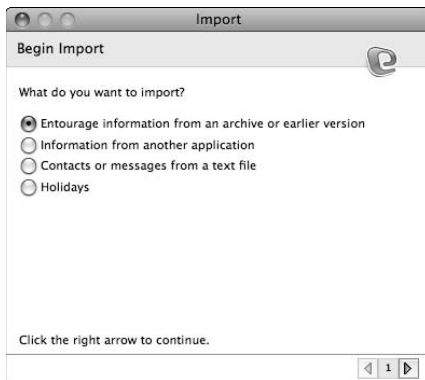 Import
Begin Import
What do you want to import?
Entourage information from an archive or earlier version
Information from another application
Contacts or messages from a text file
Holidays
Click the right arrow to continue.
1